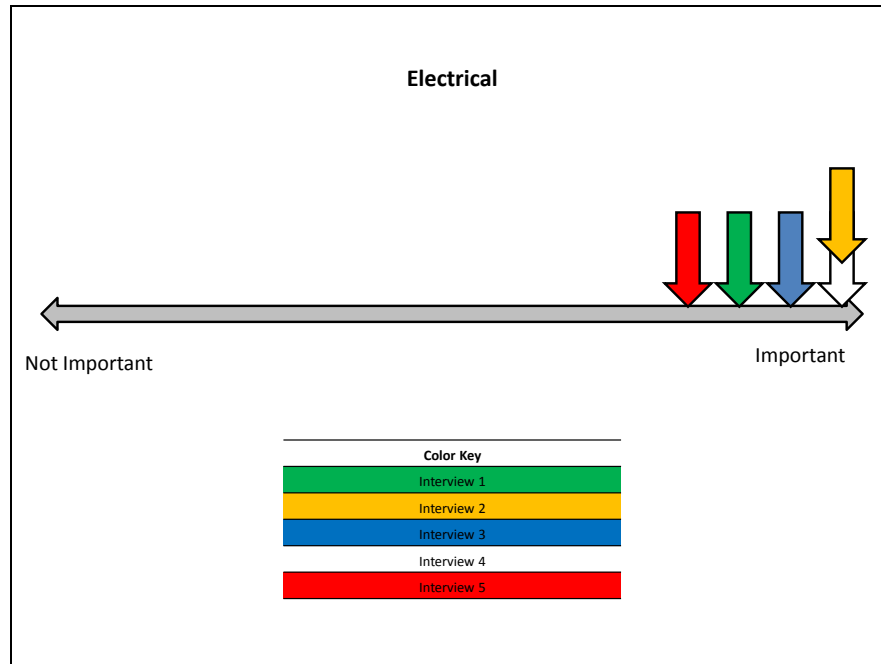 Electrical
Not Important
Important
Color Key
Interview 1
Interview 2
Interview 3
Interview 4
Interview 5